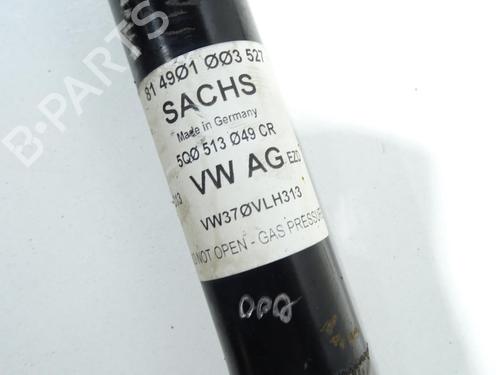 81 4901 003 527
SACHS
Made in Germany
5Q0 513 049 CR
VW AG EZD
VW370VLH313
NOT OPEN - GAS PRESSURE
B-PARTS